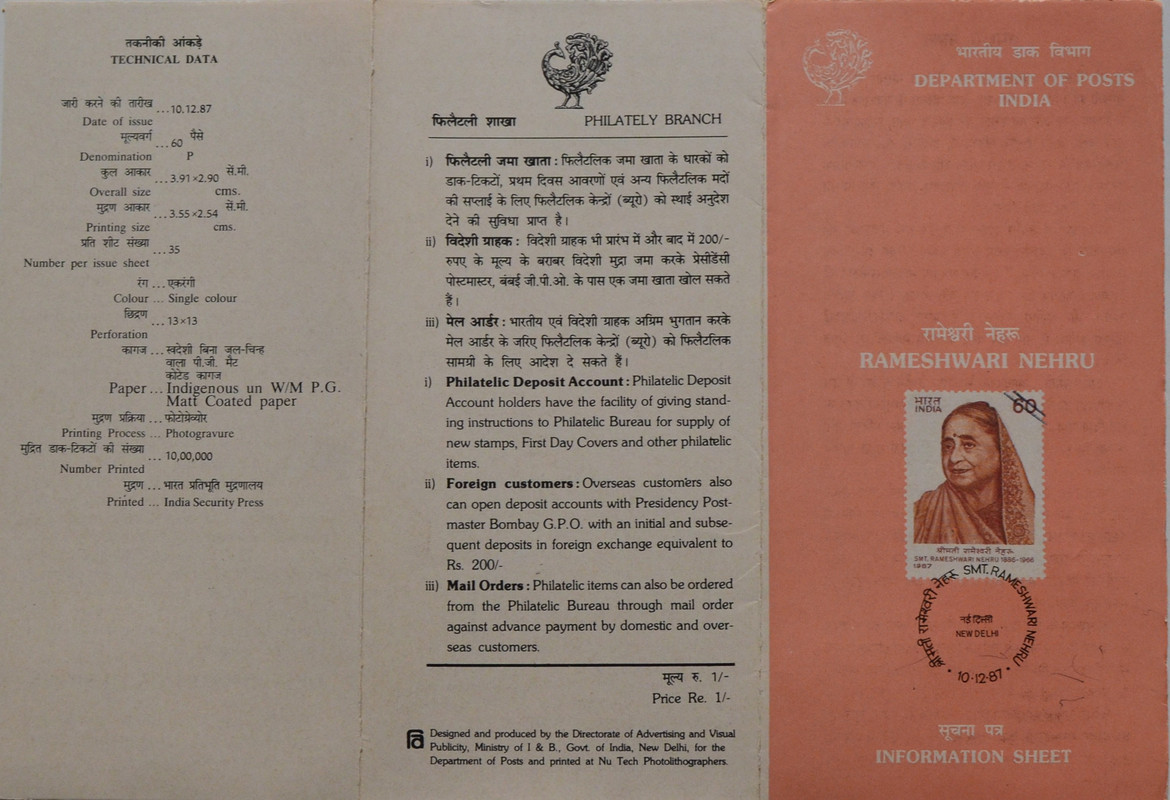 तकनीकी आंकड़े
TECHNICAL DATA
जारी करने की तारीख ...10.12.87
Date of issue
मूल्यवर्ग ...60 पैसे
Denomination P
कुल आकार ...3.91×2.90 सें.मी.
Overall size cms.
मुद्रण आकार ...3.55×2.54 सें.मी.
Printing size cms.
प्रति शीट संख्या ...35
Number per issue sheet
रंग ... एकरंगी
Colour ... Single colour
छिद्रण ...13×13
Perforation
कागज ... स्वदेशी बिना जल-चिन्ह
वाला पी.जी. मैट
कोटेड कागज
Paper ... Indigenous un W/M P.G.
Matt Coated paper
मुद्रण प्रक्रिया ... फोटोग्रेव्योर
Printing Process ... Photogravure
मुद्रित डाक-टिकटों की संख्या ... 10,00,000
Number Printed
मुद्रण ... भारत प्रतिभूति मुद्रणालय
Printed ... India Security Press
फिलैटली शाखा PHILATELY BRANCH
i) फिलैटली जमा खाता : फिलैटलिक जमा खाता के धारकों को
डाक-टिकटों, प्रथम दिवस आवरणों एवं अन्य फिलैटलिक मदों
की सप्लाई के लिए फिलैटलिक केन्द्रों (ब्यूरो) को स्थाई अनुदेश
देने की सुविधा प्राप्त है।
ii) विदेशी ग्राहक : विदेशी ग्राहक भी प्रारंभ में और बाद में 200/-
रुपए के मूल्य के बराबर विदेशी मुद्रा जमा करके प्रेसीडेंसी
पोस्टमास्टर, बंबई जी.पी.ओ. के पास एक जमा खाता खोल सकते
हैं।
iii) मेल आर्डर : भारतीय एवं विदेशी ग्राहक अग्रिम भुगतान करके
मेल आर्डर के जरिए फिलैटलिक केन्द्रों (ब्यूरो) को फिलैटलिक
सामग्री के लिए आदेश दे सकते हैं।
i) Philatelic Deposit Account : Philatelic Deposit
Account holders have the facility of giving stand-
ing instructions to Philatelic Bureau for supply of
new stamps, First Day Covers and other philatelic
items.
ii) Foreign customers : Overseas customers also
can open deposit accounts with Presidency Post-
master Bombay G.P.O. with an initial and subse-
quent deposits in foreign exchange equivalent to
Rs. 200/-
iii) Mail Orders : Philatelic items can also be ordered
from the Philatelic Bureau through mail order
against advance payment by domestic and over-
seas customers.
मूल्य रु. 1/-
Price Re. 1/-
Designed and produced by the Directorate of Advertising and Visual
Publicity, Ministry of I & B., Govt. of India, New Delhi, for the
Department of Posts and printed at Nu Tech Photolithographers.
भारतीय डाक विभाग
DEPARTMENT OF POSTS
INDIA
रामेश्वरी नेहरू
RAMESHWARI NEHRU
भारत 60
INDIA
श्रीमती रामेश्वरी नेहरू
SMT. RAMESHWARI NEHRU 1886-1966
1987
श्रीमती रामेश्वरी नेहरू SMT. RAMESHWARI NEHRU
नई दिल्ली
NEW DELHI
10-12-87
सूचना पत्र
INFORMATION SHEET